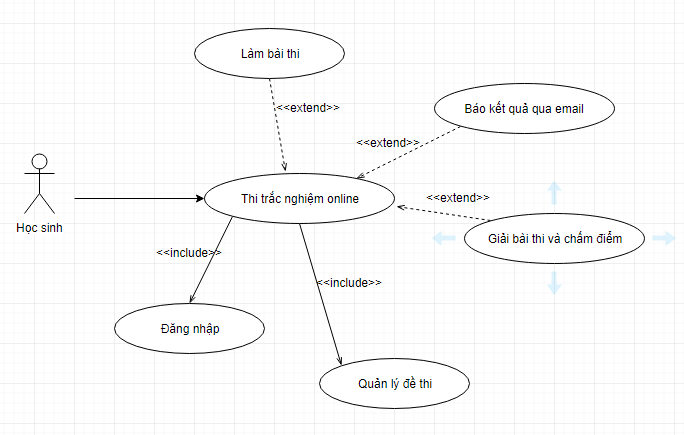 Làm bài thi
<<extend>>
Báo kết quả qua email
<<extend>>
Thi trắc nghiệm online
<<extend>>
Học sinh
Giải bài thi và chấm điểm
<<include>>
<<include>>
Đăng nhập
Quản lý đề thi